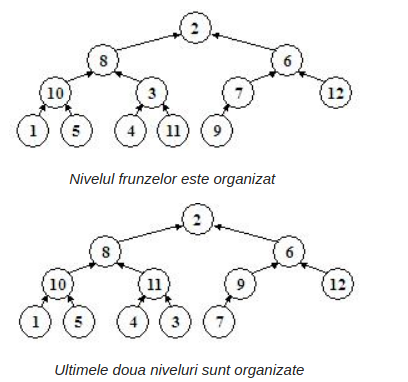 2
8 6
10 3 7 12
1 5 4 11 9
Nivelul frunzelor este organizat
2
8 6
10 11 9 12
1 5 4 3 7
Ultimele doua niveluri sunt organizate